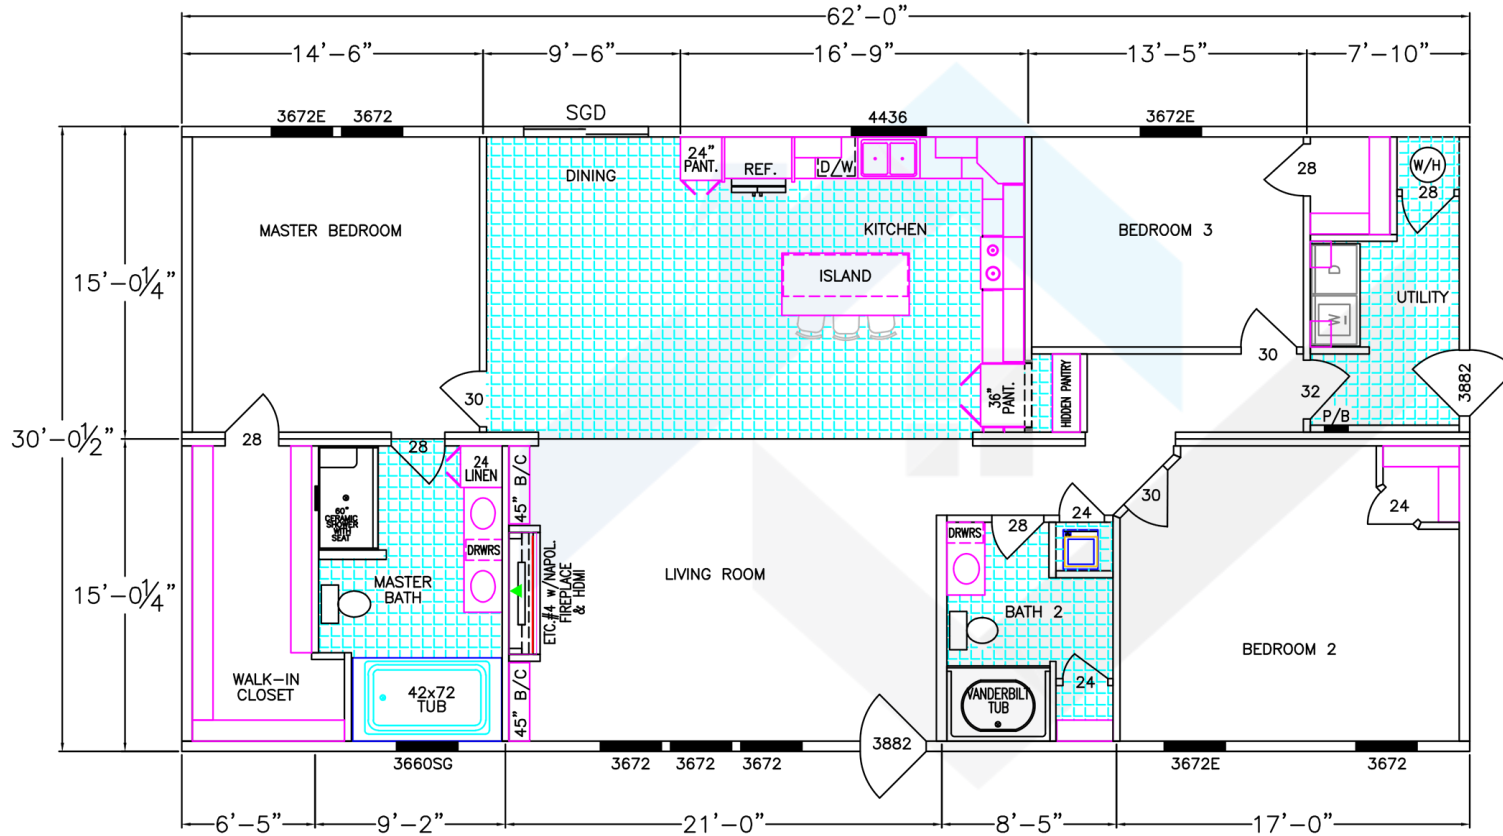 62'-0"
14'-6"
9'-6"
16'-9"
13'-5"
7'-10"
3672E
3672
SGD
4436
3672E
24"
PANT.
REF.
D/W
W/H
28
28
DINING
MASTER BEDROOM
KITCHEN
BEDROOM 3
15'-0¼"
ISLAND
D
W
UTILITY
30
30
32
3882
36"
PANT.
HIDDEN PANTRY
P/B
30'-0½"
28
28
24
LINEN
45" B/C
60"
CERAMIC
SHOWER
WITH
SEAT
DRWRS
30
24
24
28
DRWRS
ETC.#4 w/NAPOL.
FIREPLACE
& HDMI
LIVING ROOM
15'-0¼"
MASTER
BATH
BATH 2
BEDROOM 2
WALK-IN
CLOSET
42x72
TUB
45" B/C
24
VANDERBILT
TUB
3882
3660SG
3672
3672
3672
3672E
3672
6'-5"
9'-2"
21'-0"
8'-5"
17'-0"